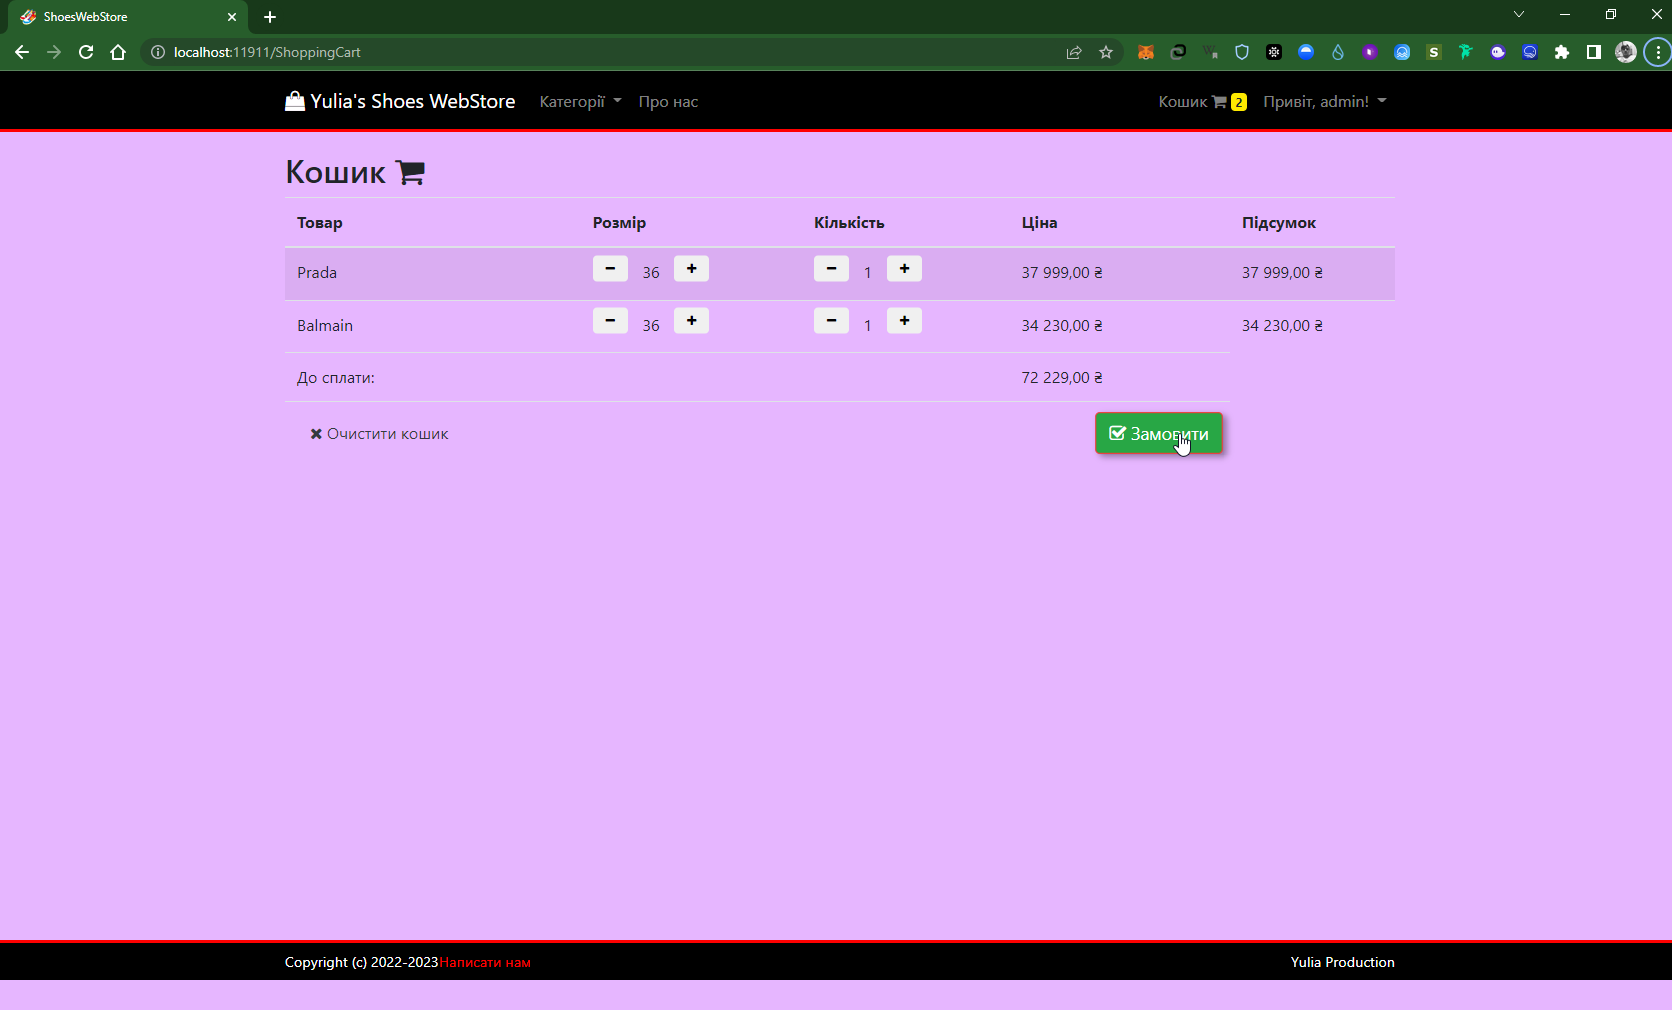 ShoesWebStore
localhost:11911/ShoppingCart
Yulia's Shoes WebStore Категорії Про нас Кошик 2 Привіт, admin!
Кошик
Товар Розмір Кількість Ціна Підсумок
Prada − 36 + − 1 + 37 999,00 ₴ 37 999,00 ₴
Balmain − 36 + − 1 + 34 230,00 ₴ 34 230,00 ₴
До сплати: 72 229,00 ₴
Очистити кошик Замовити
Copyright (c) 2022-2023Написати нам Yulia Production